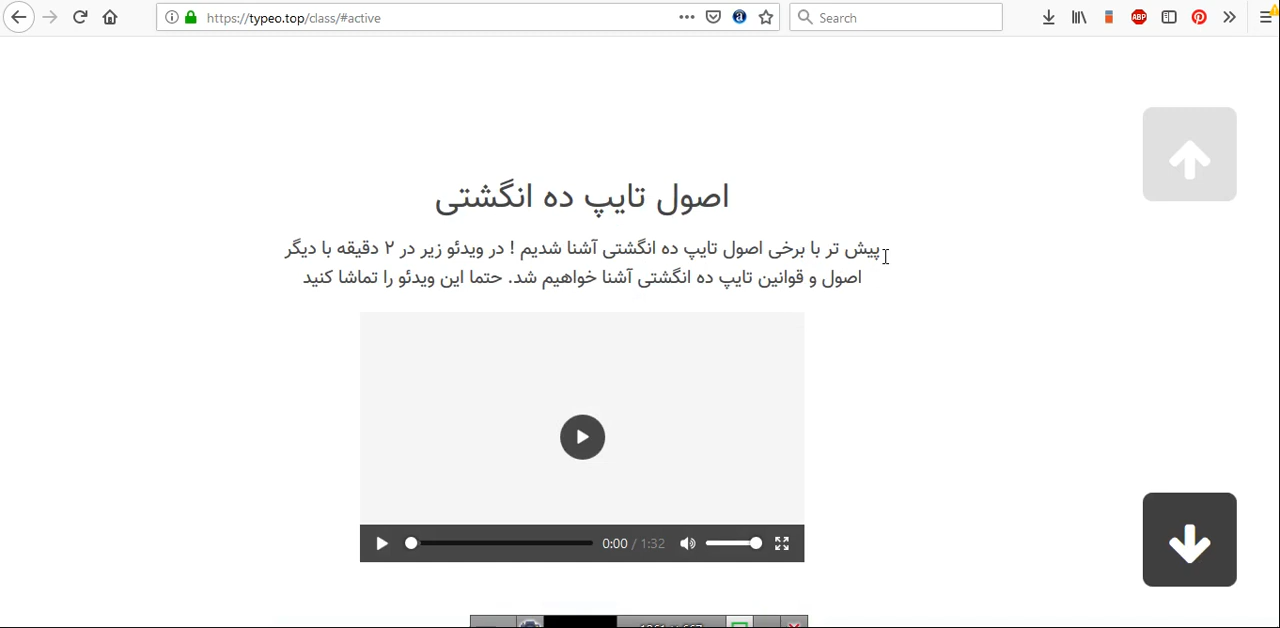 https://typeo.top/class/#active
Search
ABP
اصول تایپ ده انگشتی
پیش تر با برخی اصول تایپ ده انگشتی آشنا شدیم ! در ویدئو زیر در ۲ دقیقه با دیگر
اصول و قوانین تایپ ده انگشتی آشنا خواهیم شد. حتما این ویدئو را تماشا کنید
0:00 / 1:32